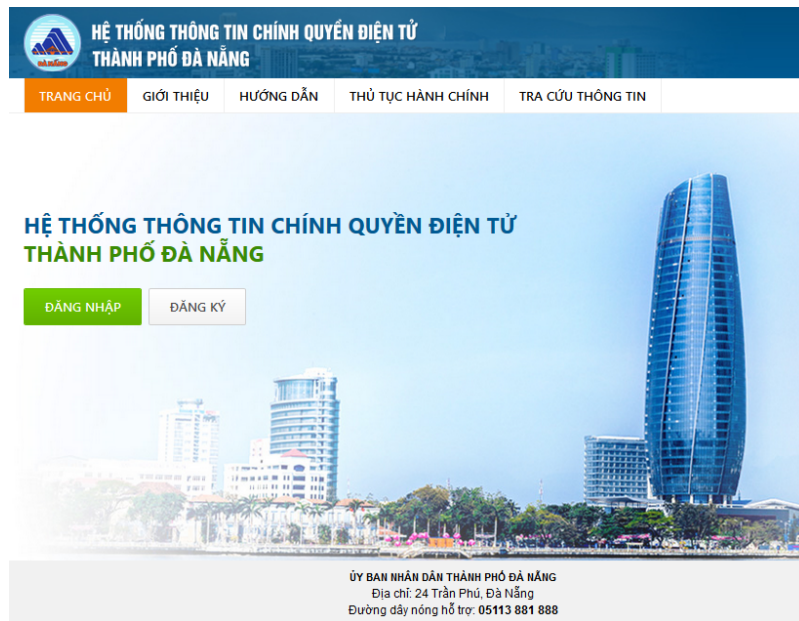 HỆ THỐNG THÔNG TIN CHÍNH QUYỀN ĐIỆN TỬ
THÀNH PHỐ ĐÀ NẴNG
ĐÀ NẴNG
TRANG CHỦ GIỚI THIỆU HƯỚNG DẪN THỦ TỤC HÀNH CHÍNH TRA CỨU THÔNG TIN
HỆ THỐNG THÔNG TIN CHÍNH QUYỀN ĐIỆN TỬ
THÀNH PHỐ ĐÀ NẴNG
ĐĂNG NHẬP ĐĂNG KÝ
ỦY BAN NHÂN DÂN THÀNH PHỐ ĐÀ NẴNG
Địa chỉ: 24 Trần Phú, Đà Nẵng
Đường dây nóng hỗ trợ: 05113 881 888